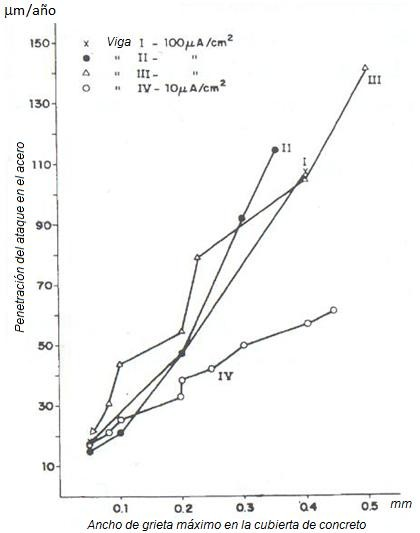 μm/año
150
130
110
90
70
50
30
10
Penetración del ataque en el acero
x Viga I - 100μA/cm²
● " II- "
△ " III- "
○ " IV- 10μA/cm²
III
II
I
IV
0.1 0.2 0.3 0.4 0.5 mm
Ancho de grieta máximo en la cubierta de concreto